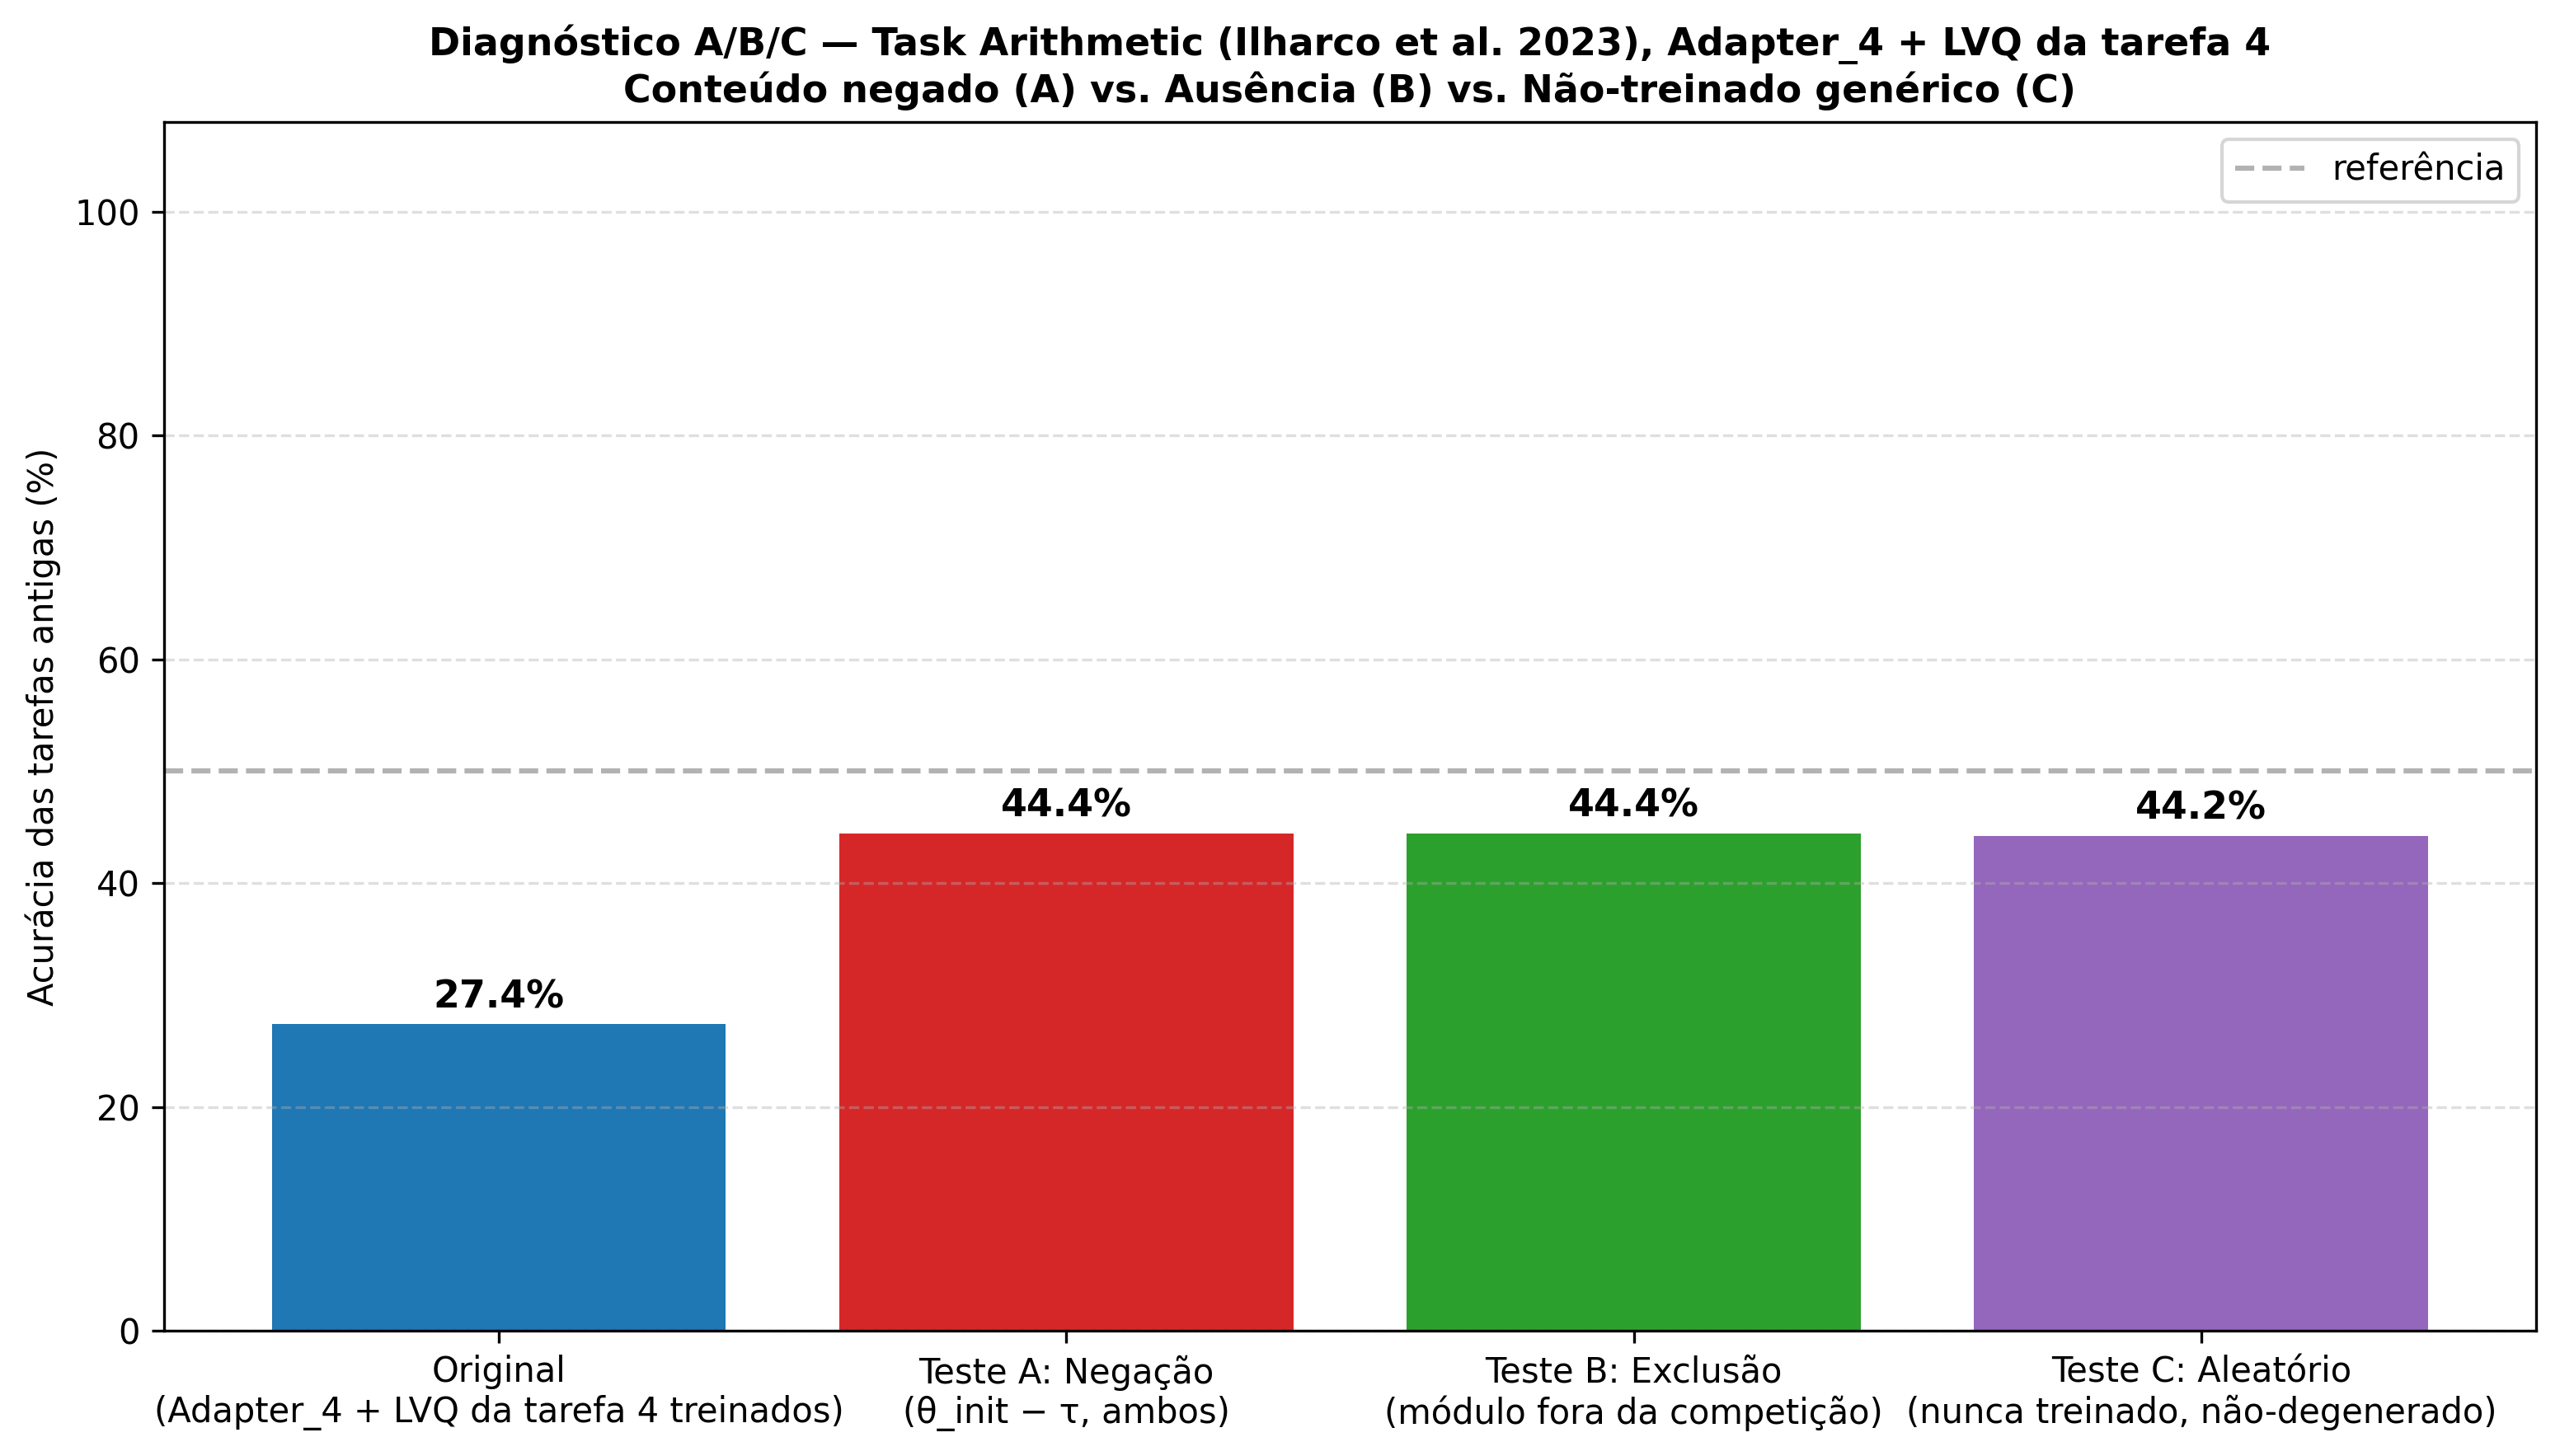 Diagnóstico A/B/C — Task Arithmetic (Ilharco et al. 2023), Adapter_4 + LVQ da tarefa 4
Conteúdo negado (A) vs. Ausência (B) vs. Não-treinado genérico (C)
referência
Acurácia das tarefas antigas (%)
100
80
60
40
20
0
27.4%
44.4%
44.4%
44.2%
Original
(Adapter_4 + LVQ da tarefa 4 treinados)
Teste A: Negação
(θ_init − τ, ambos)
Teste B: Exclusão
(módulo fora da competição)
Teste C: Aleatório
(nunca treinado, não-degenerado)